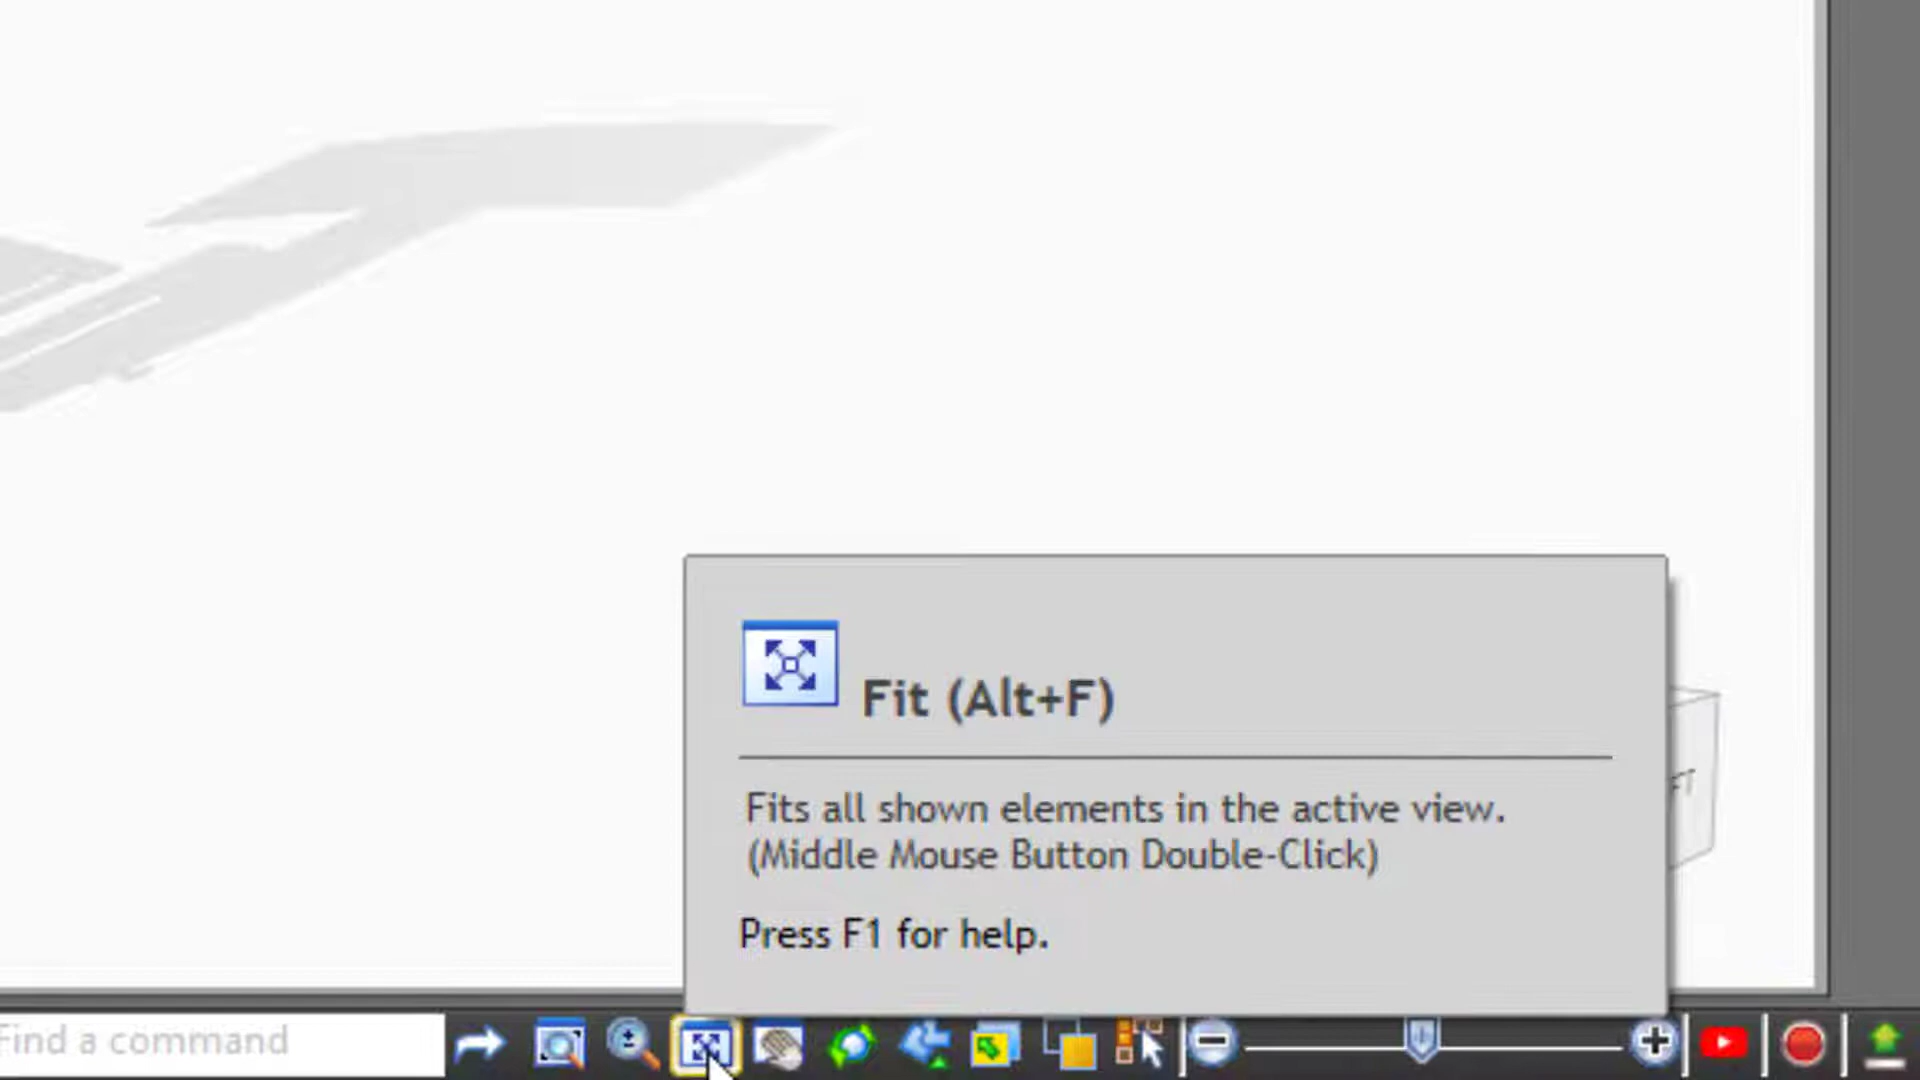 Fit (Alt+F)
Fits all shown elements in the active view.
(Middle Mouse Button Double-Click)
Press F1 for help.
Find a command